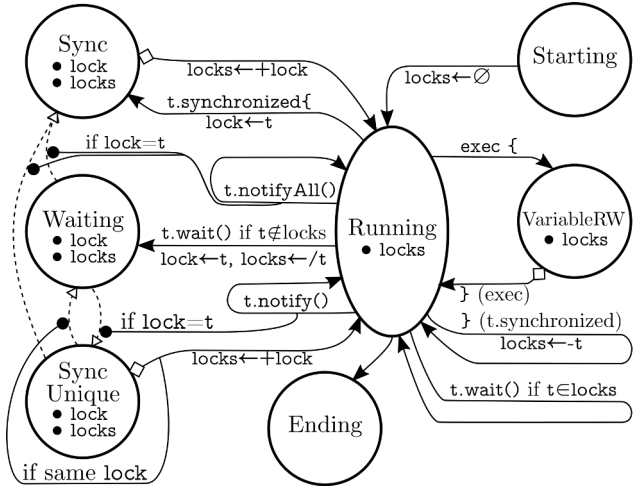 Sync
● lock
● locks
locks←+lock
t.synchronized{
lock←t
Starting
locks←∅
if lock=t
t.notifyAll()
exec {
Waiting
● lock
● locks
t.wait() if t∉locks
lock←t, locks←/t
Running
● locks
VariableRW
● locks
} (exec)
t.notify()
if lock=t
} (t.synchronized)
locks←-t
locks←+lock
Sync
Unique
● lock
● locks
t.wait() if t∈locks
Ending
if same lock